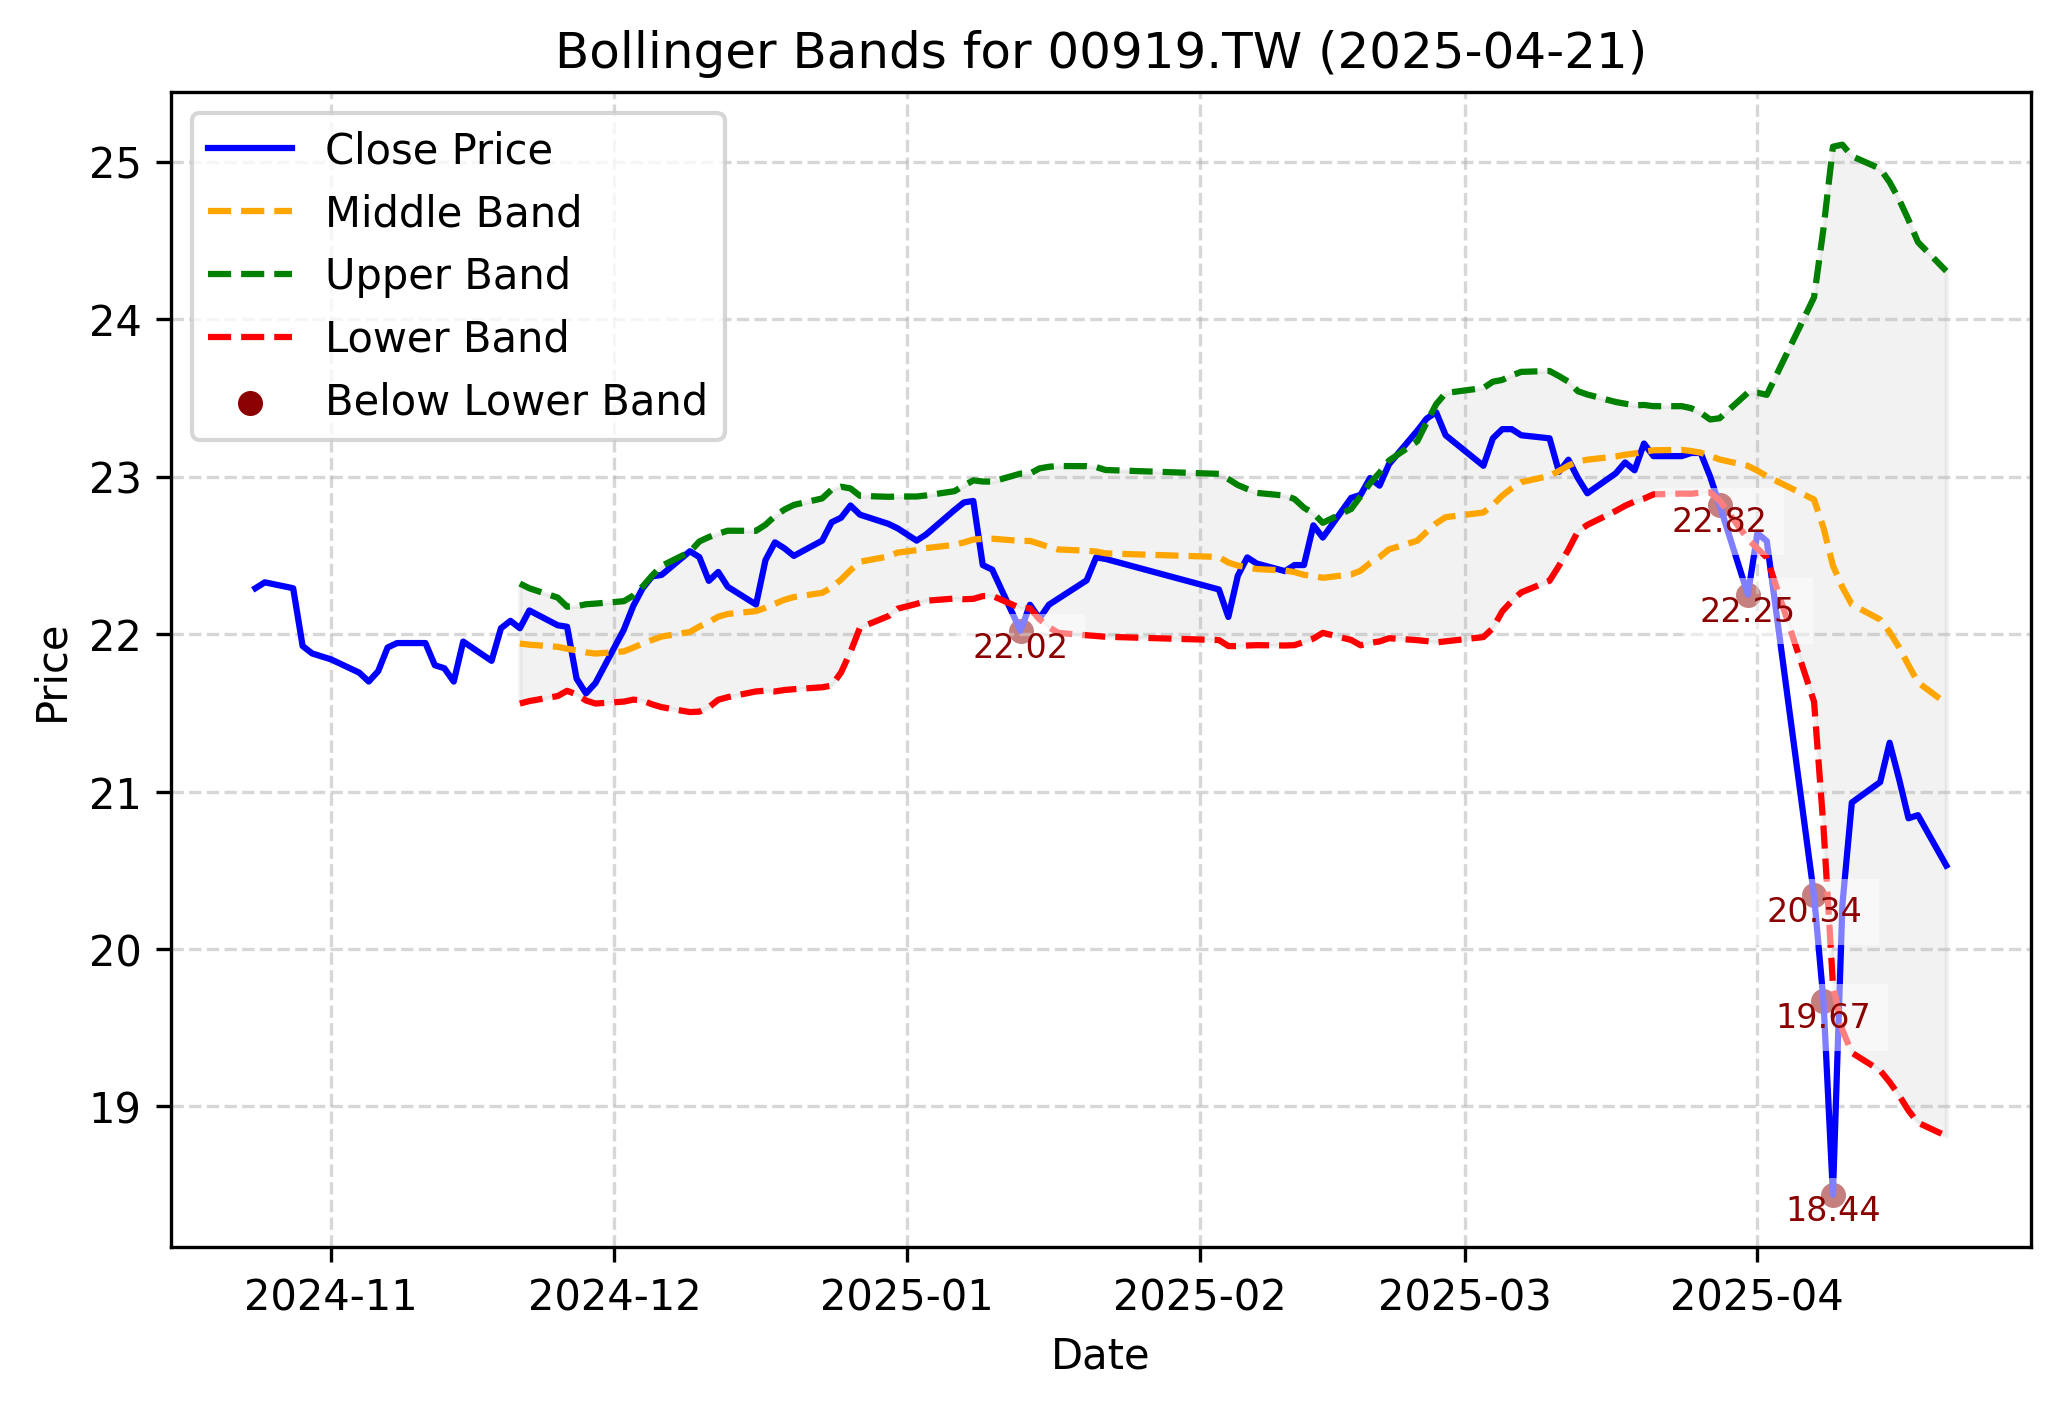 Bollinger Bands for 00919.TW (2025-04-21)
Close Price
Middle Band
Upper Band
Lower Band
Below Lower Band
25
24
23
22
21
20
19
Price
22.02
22.82
22.25
20.34
19.67
18.44
2024-11
2024-12
2025-01
2025-02
2025-03
2025-04
Date